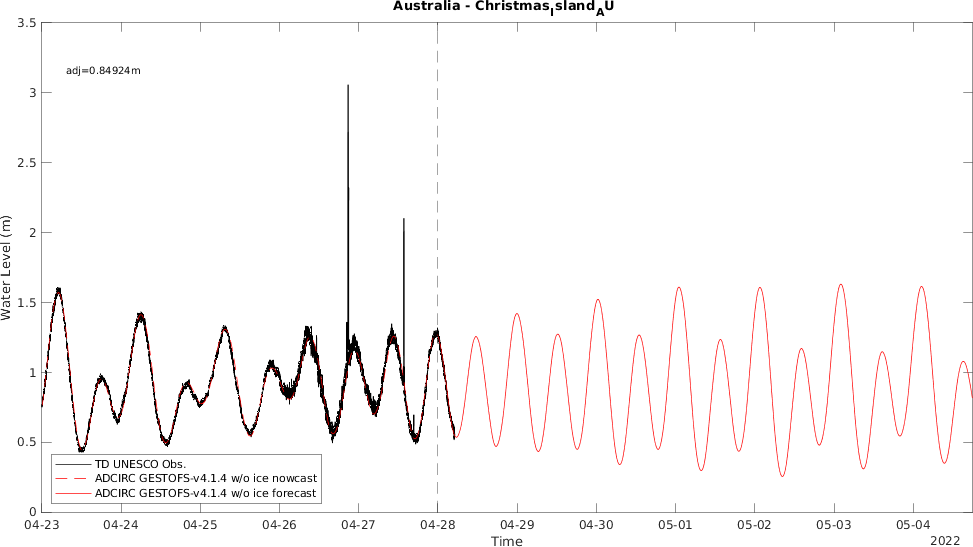 Australia - Christmas_Island_AU
3.5
adj=0.84924m
3
2.5
2
Water Level (m)
1.5
1
0.5
TD UNESCO Obs.
ADCIRC GESTOFS-v4.1.4 w/o ice nowcast
ADCIRC GESTOFS-v4.1.4 w/o ice forecast
0
04-23 04-24 04-25 04-26 04-27 04-28 04-29 04-30 05-01 05-02 05-03 05-04
Time
2022